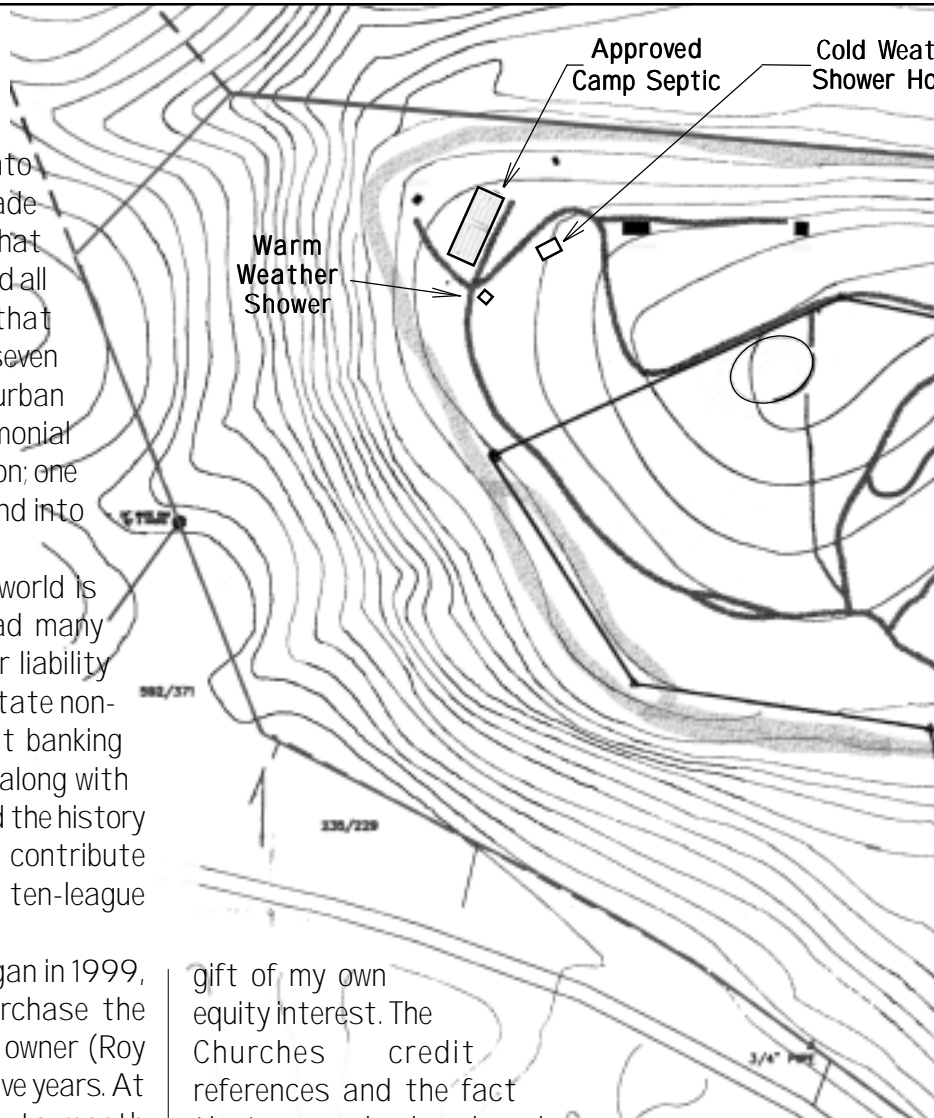 Approved
Camp Septic
Cold Weat
Shower Ho
Warm
Weather
Shower
nto
ade
hat
d all
that
seven
urban
monial
on; one
nd into
world is
ad many
r liability
tate non-
t banking
along with
d the history
contribute
ten-league
gan in 1999,
rchase the
owner (Roy
ve years. At
592/371
235/229
3/4" PIPE
gift of my own
equity interest. The
Churches credit
references and the fact